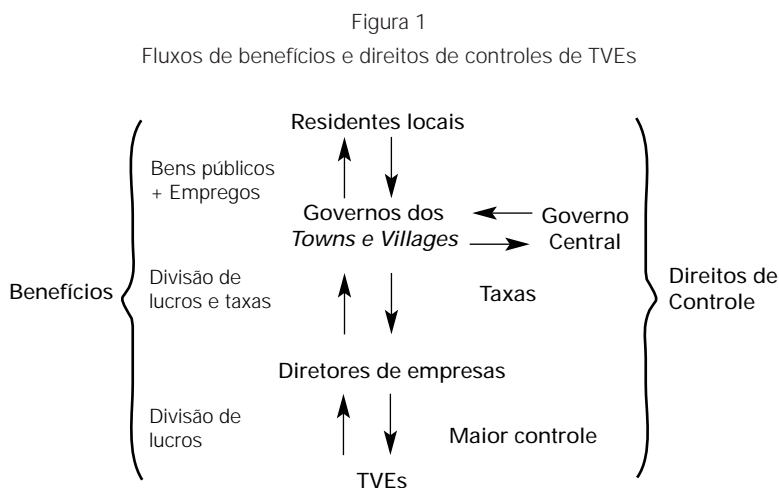 Figura 1
Fluxos de benefícios e direitos de controles de TVEs
Residentes locais
Bens públicos
+ Empregos
Governos dos
Towns e Villages
Governo
Central
Benefícios
Divisão de
lucros e taxas
Taxas
Direitos de
Controle
Diretores de empresas
Divisão de
lucros
Maior controle
TVEs